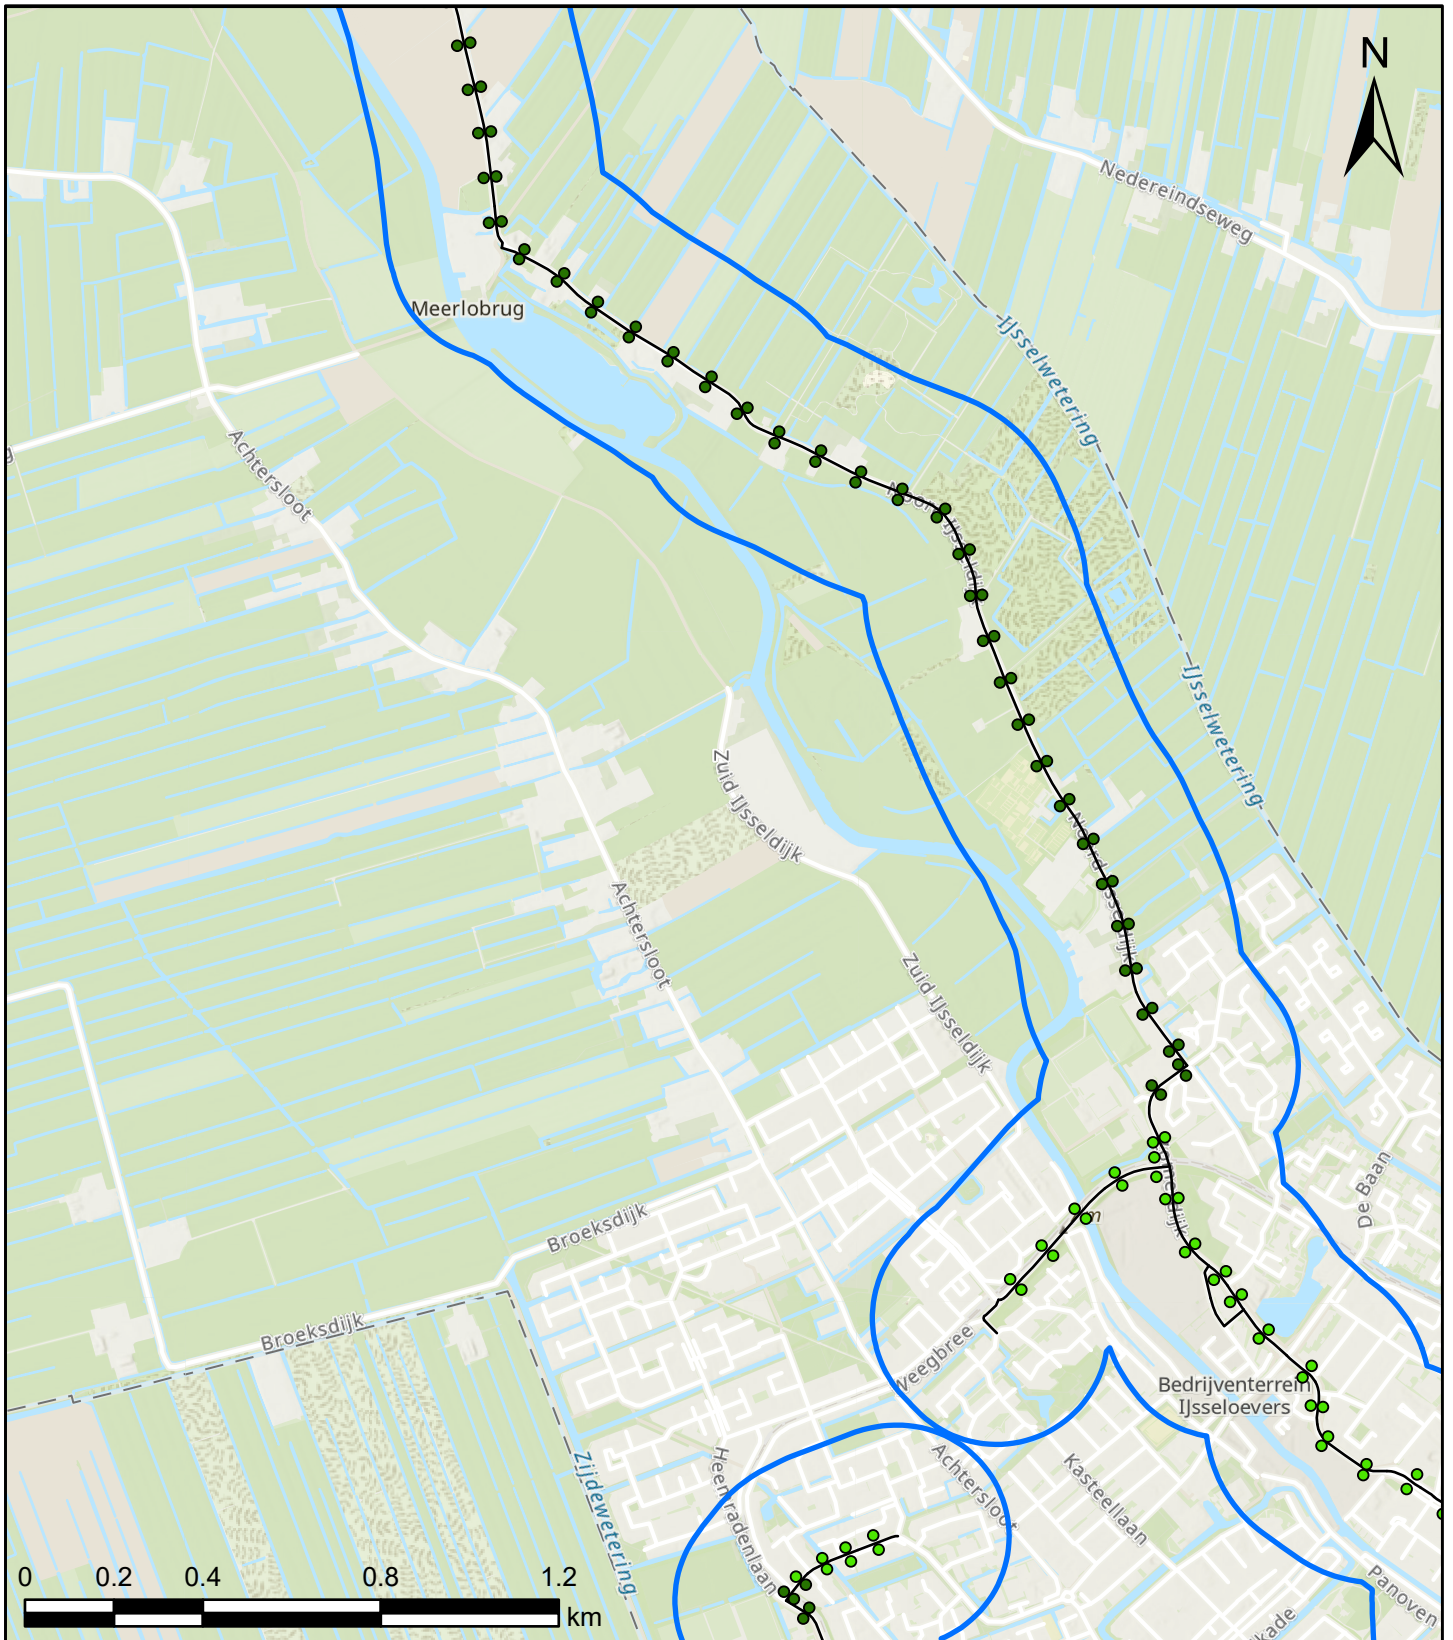 N
Nedereindseweg
IJsselwetering
Meerlobrug
Achtersloot
IJsselwetering
Zuid IJsseldijk
Achtersloot
Zuid IJsseldijk
De Baan
Broeksdijk
Broeksdijk
Weegbree
Bedrijventerrein
IJsseloevers
Achtersloot
Kasteellaan
Heemradenlaan
Zijdewetering
Panoven
kade
0 0.2 0.4 0.8 1.2
km